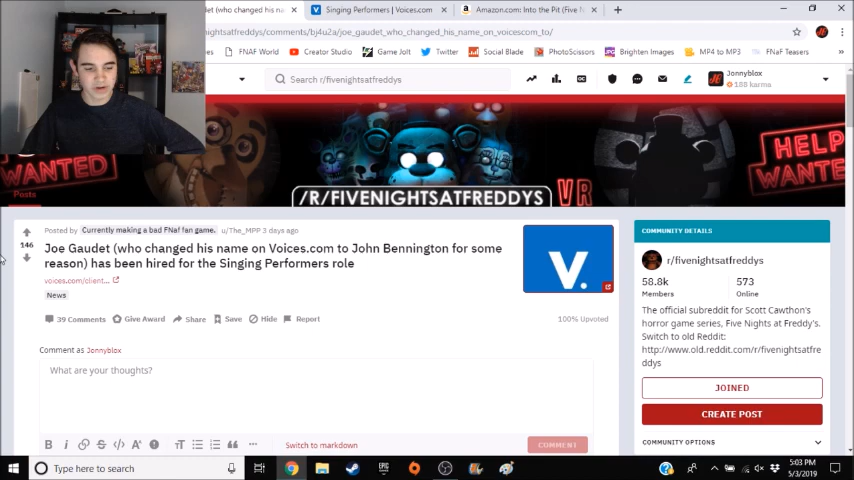 (who changed his n
Singing Performers | Voices.com
Amazon.com: Into the Pit (Five N
ightsatfreddys/comments/bj4u2a/joe_gaudet_who_changed_his_name_on_voicescom_to/
FNAF World
Creator Studio
Game Jolt
Twitter
Social Blade
PhotoScissors
Brighten Images
MP4 to MP3
FNaF Teasers
Search r/fivenightsatfreddys
Jonnyblox
188 karma
WANTED
Posts
/R/FIVENIGHTSATFREDDYS
VR
HELP
WANTED
Posted by Currently making a bad FNaf fan game. u/The_MPP 3 days ago
146
Joe Gaudet (who changed his name on Voices.com to John Bennington for some
reason) has been hired for the Singing Performers role
voices.com/client...
News
V.
39 Comments Give Award Share Save Hide Report
100% Upvoted
Comment as Jonnyblox
What are your thoughts?
Switch to markdown
COMMENT
COMMUNITY DETAILS
r/fivenightsatfreddys
58.8k
573
Members
Online
The official subreddit for Scott Cawthon's
horror game series, Five Nights at Freddy's.
Switch to old Reddit:
http://www.old.reddit.com/r/fivenightsatfre
ddys
JOINED
CREATE POST
COMMUNITY OPTIONS
Type here to search
5:03 PM
5/3/2019